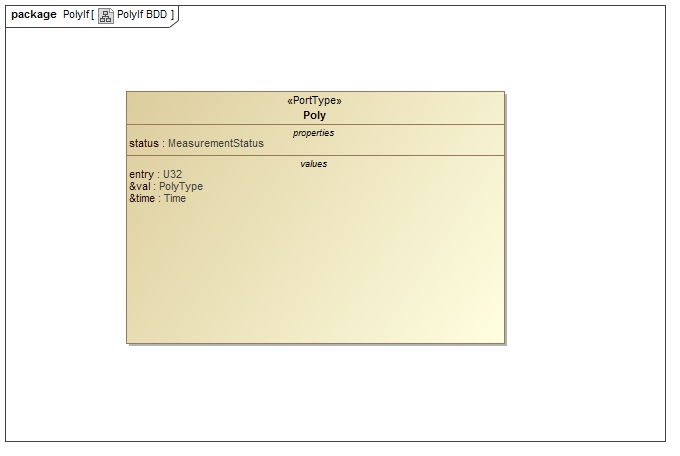 package PolyIf [ PolyIf BDD ]
«PortType»
Poly
properties
status : MeasurementStatus
values
entry : U32
&val : PolyType
&time : Time